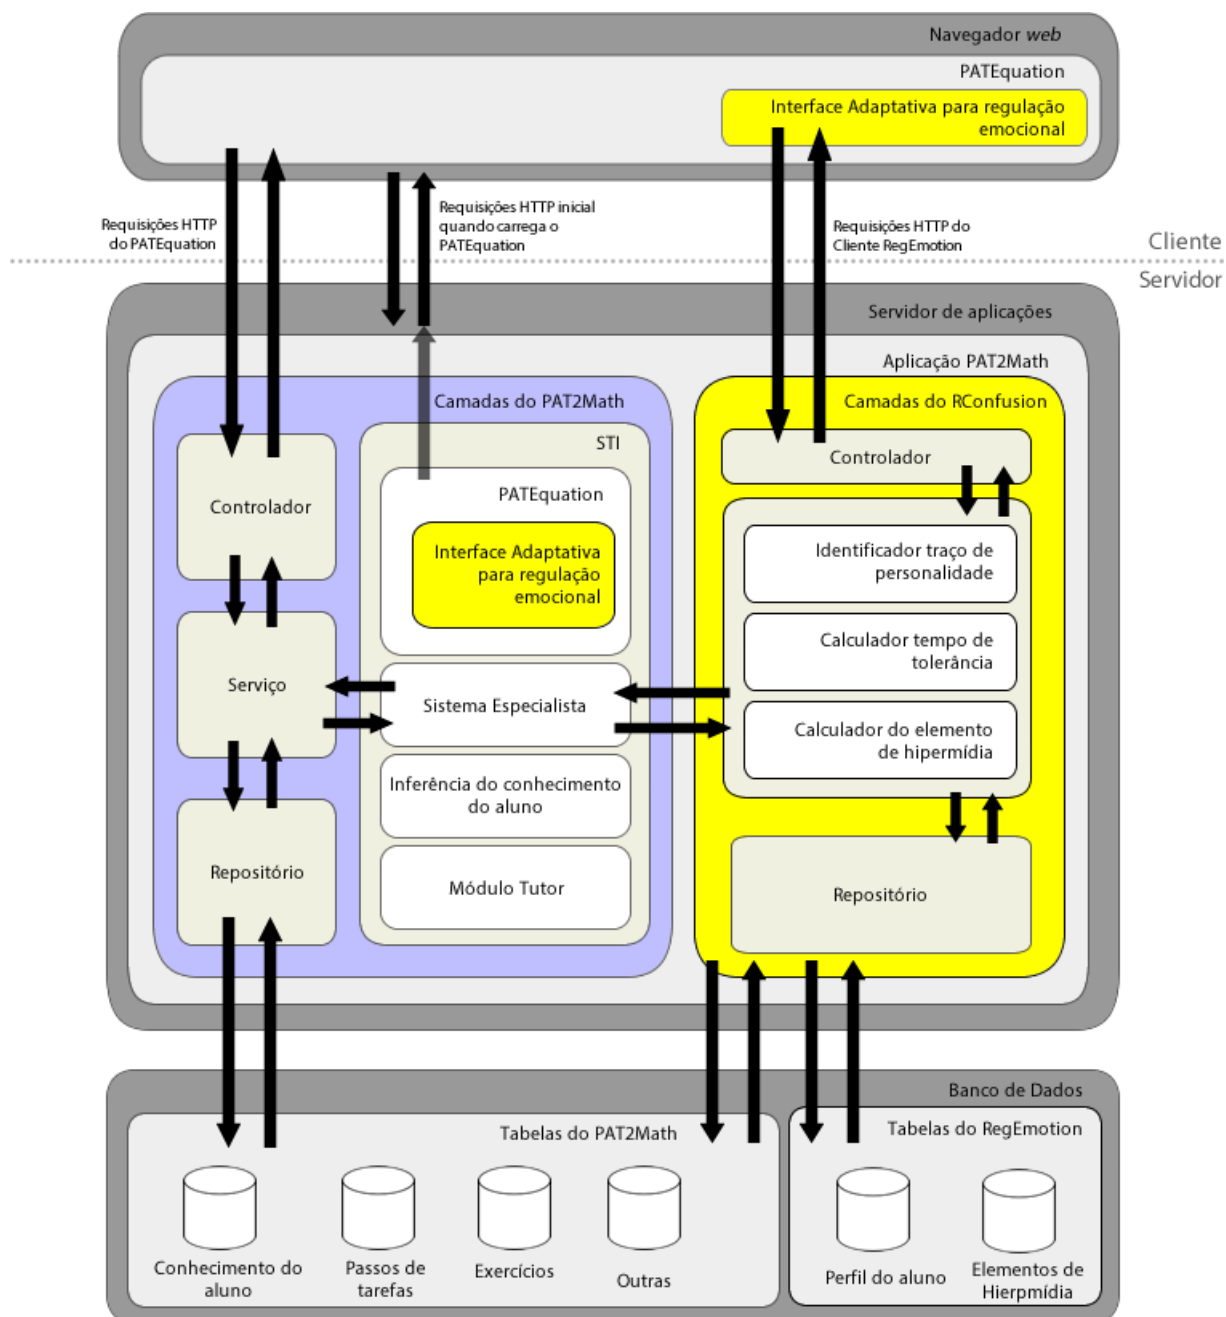 Navegador web
PATEquation
Interface Adaptativa para regulação
emocional
Requisições HTTP
do PATEquation
Requisições HTTP inicial
quando carrega o
PATEquation
Requisições HTTP do
Cliente RegEmotion
Cliente
Servidor
Servidor de aplicações
Aplicação PAT2Math
Camadas do PAT2Math
Camadas do RConfusion
STI
Controlador
PATEquation
Interface Adaptativa
para regulação
emocional
Controlador
Identificador traço de
personalidade
Calculador tempo de
tolerância
Serviço
Sistema Especialista
Calculador do elemento
de hipermídia
Inferência do conhecimento
do aluno
Repositório
Módulo Tutor
Repositório
Banco de Dados
Tabelas do PAT2Math
Tabelas do RegEmotion
Conhecimento do
aluno
Passos de
tarefas
Exercícios
Outras
Perfil do aluno
Elementos de
Hierpmídia